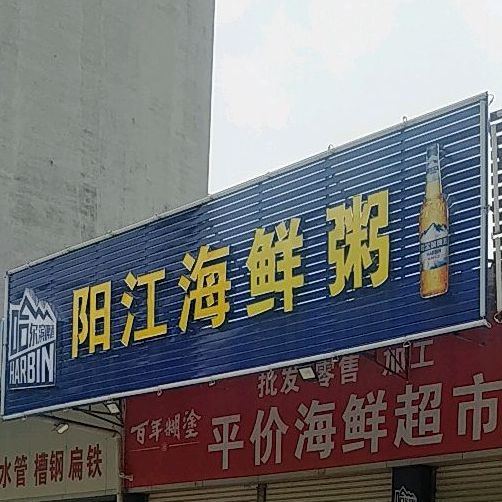 阳江海鲜粥
哈尔滨啤酒
HARBIN
批发 零售 加工
百年糊塗
平价海鲜超市
水管 槽钢 扁铁